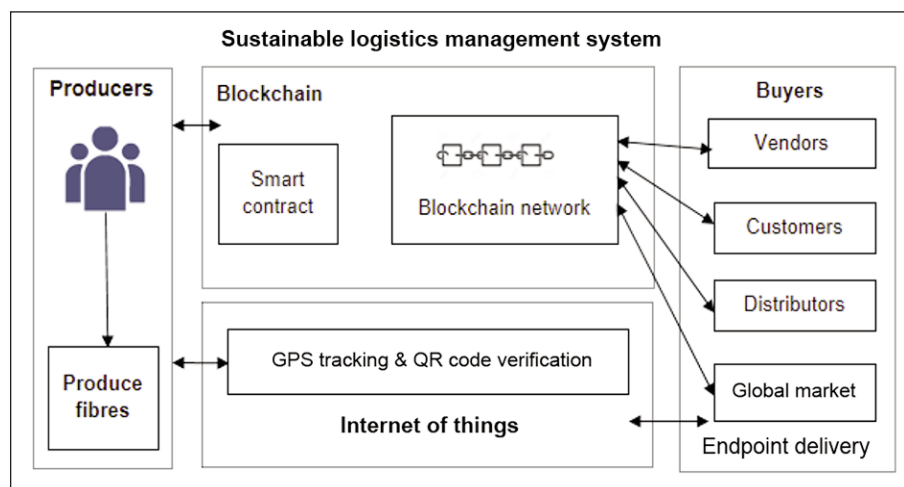 Sustainable logistics management system
Producers
Produce
fibres
Blockchain
Smart
contract
Blockchain network
GPS tracking & QR code verification
Internet of things
Buyers
Vendors
Customers
Distributors
Global market
Endpoint delivery